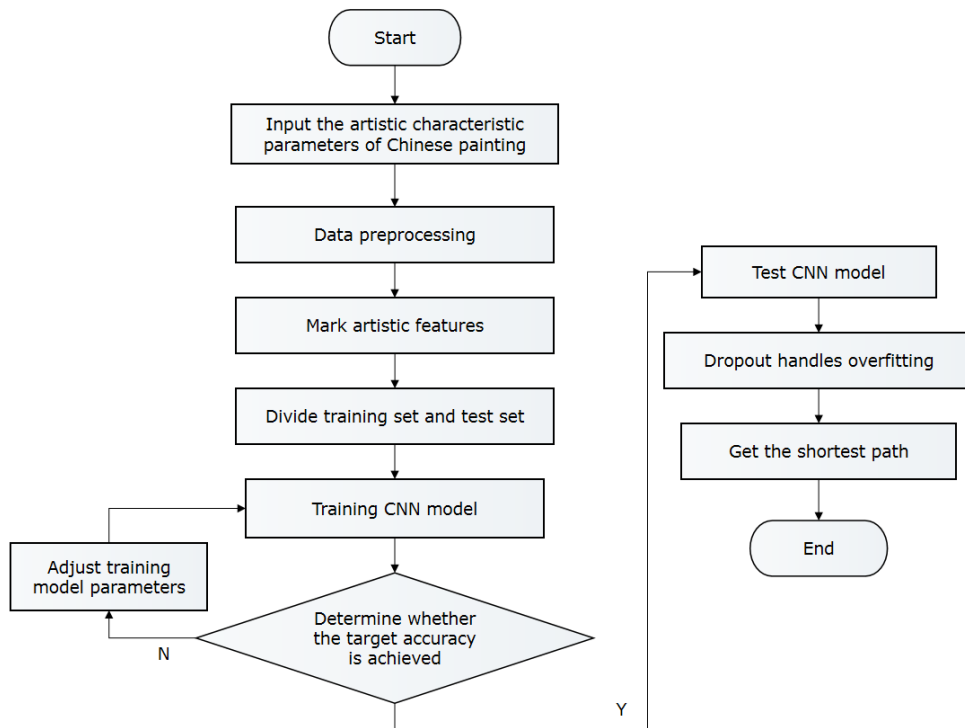 Start
Input the artistic characteristic
parameters of Chinese painting
Data preprocessing
Mark artistic features
Divide training set and test set
Training CNN model
Adjust training
model parameters
Determine whether
the target accuracy
is achieved
N
Y
Test CNN model
Dropout handles overfitting
Get the shortest path
End